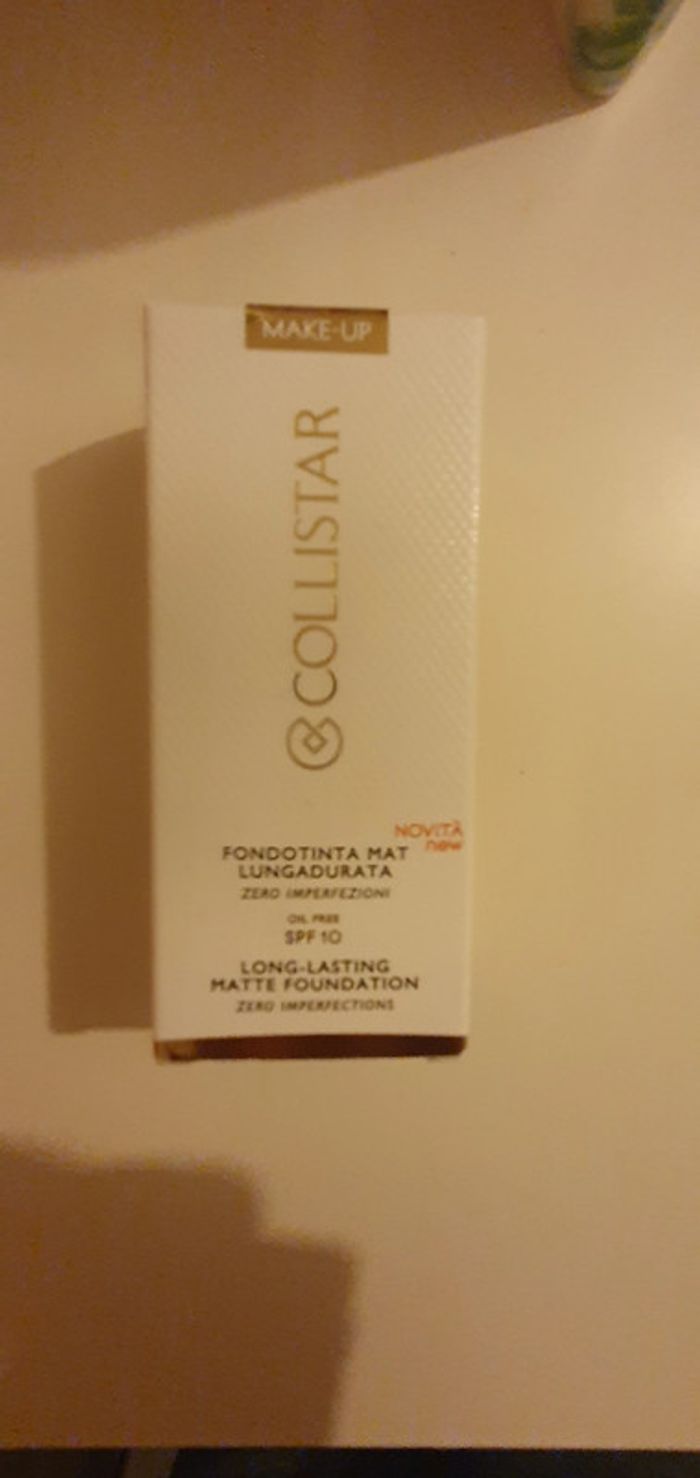 MAKE-UP
COLLISTAR
NOVITÀ
new
FONDOTINTA MAT
LUNGADURATA
ZERO IMPERFEZIONI
OIL FREE
SPF 10
LONG-LASTING
MATTE FOUNDATION
ZERO IMPERFECTIONS